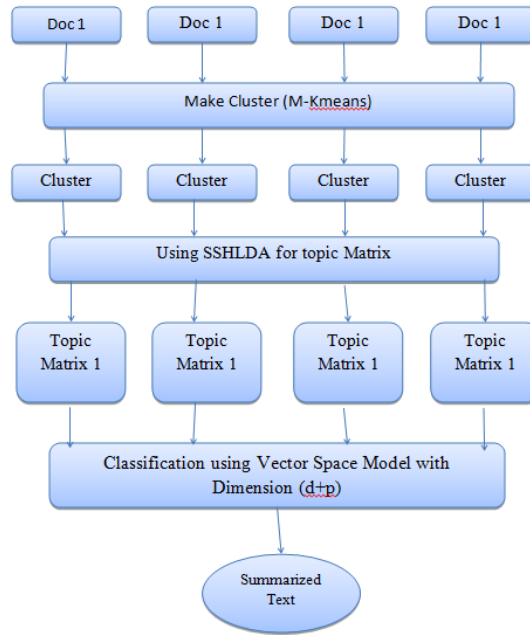 Doc 1
Doc 1
Doc 1
Doc 1
Make Cluster (M-Kmeans)
Cluster
Cluster
Cluster
Cluster
Using SSHLDA for topic Matrix
Topic
Matrix 1
Topic
Matrix 1
Topic
Matrix 1
Topic
Matrix 1
Classification using Vector Space Model with
Dimension (d+p)
Summarized
Text